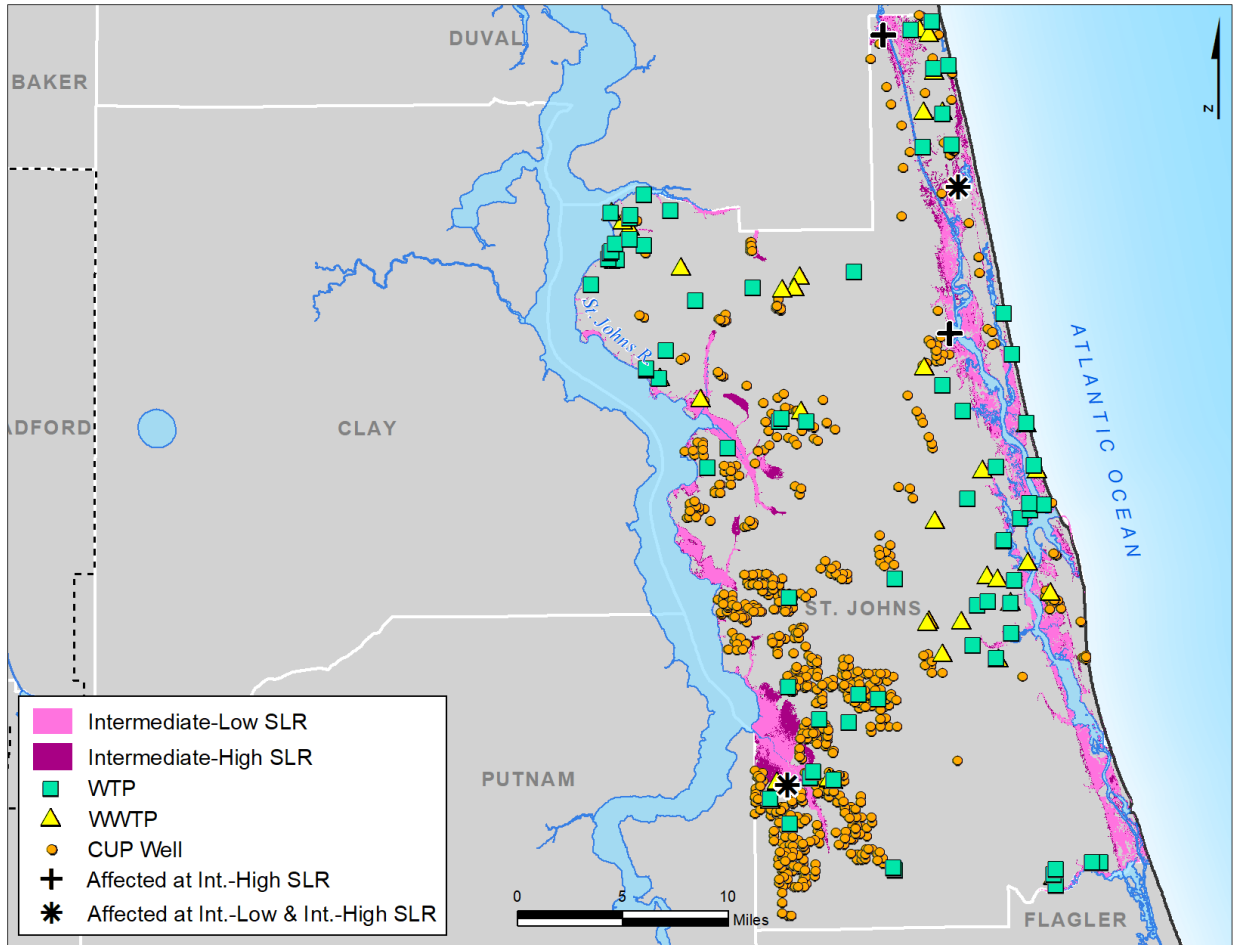 DUVAL
BAKER
N
St. Johns R.
ATLANTIC OCEAN
ADFORD
CLAY
ST. JOHNS
Intermediate-Low SLR
Intermediate-High SLR
WTP
WWTP
CUP Well
Affected at Int.-High SLR
Affected at Int.-Low & Int.-High SLR
PUTNAM
0 5 10
Miles
FLAGLER